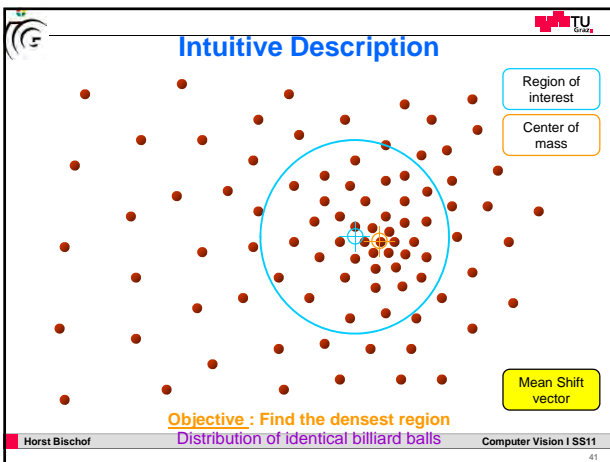 TU
Graz
Intuitive Description
Region of
interest
Center of
mass
Mean Shift
vector
Objective : Find the densest region
Distribution of identical billiard balls
Horst Bischof
Computer Vision I SS11
41